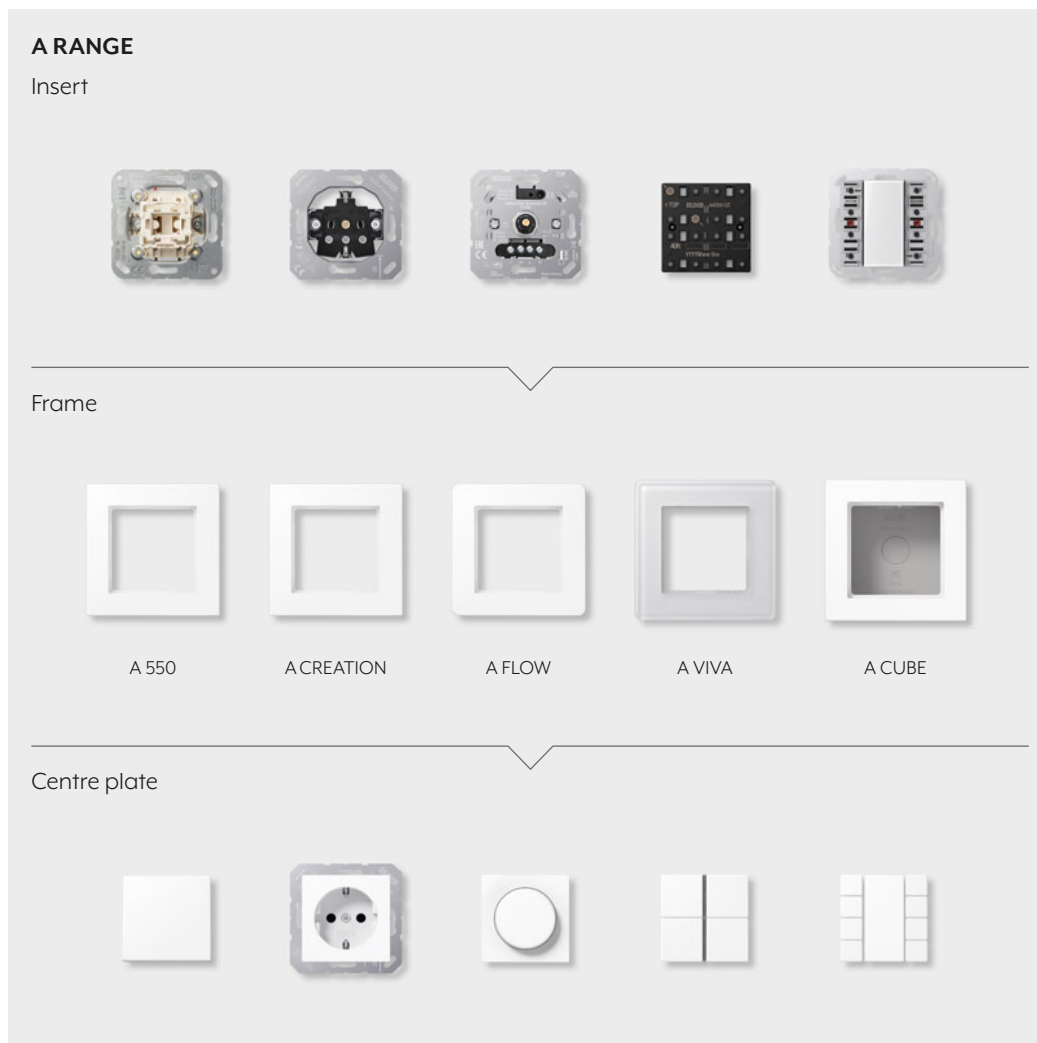 A RANGE
Insert
Frame
A 550
A CREATION
A FLOW
A VIVA
A CUBE
Centre plate